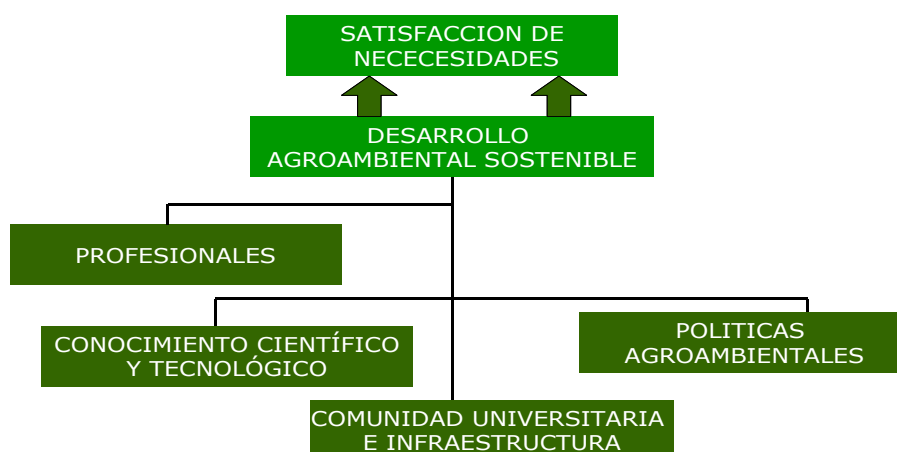 SATISFACCION DE
NECECESIDADES
DESARROLLO
AGROAMBIENTAL SOSTENIBLE
PROFESIONALES
CONOCIMIENTO CIENTÍFICO
Y TECNOLÓGICO
POLITICAS
AGROAMBIENTALES
COMUNIDAD UNIVERSITARIA
E INFRAESTRUCTURA